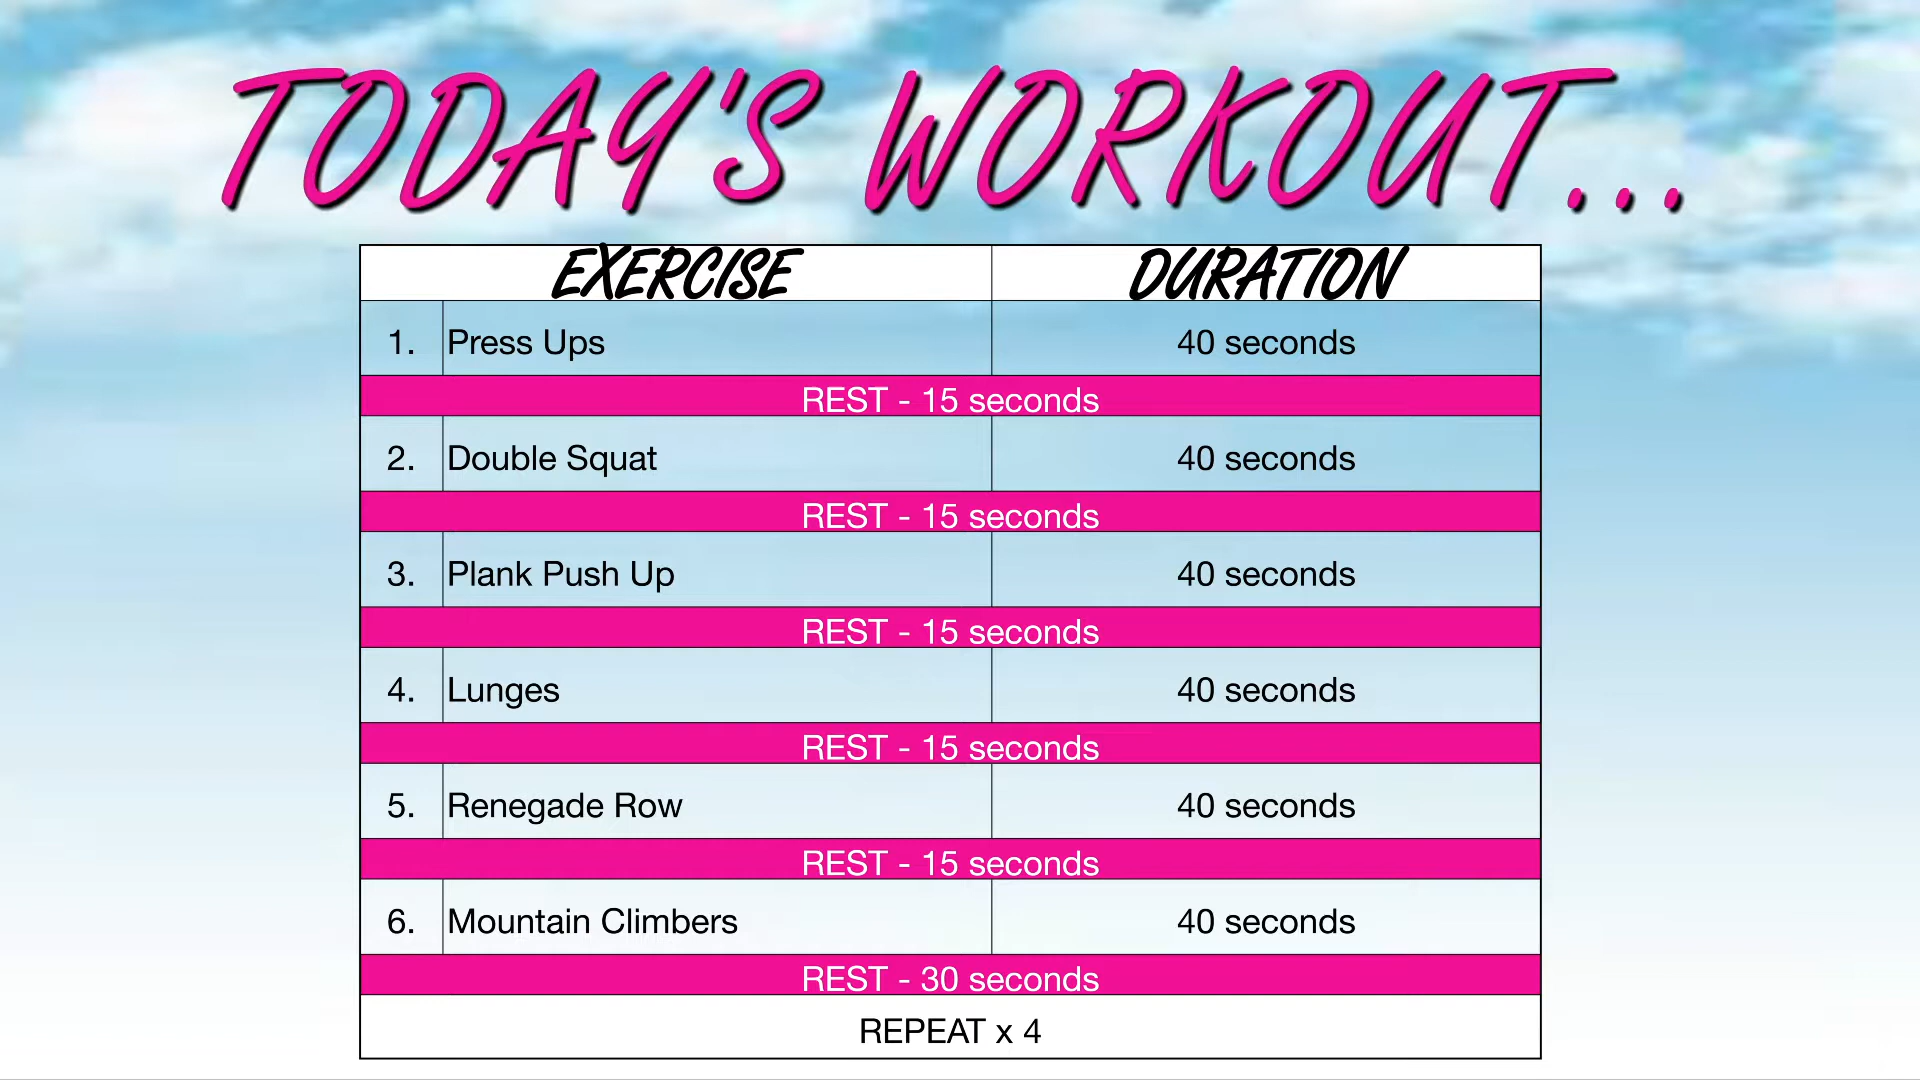 TODAY'S WORKOUT...
EXERCISE DURATION
1. Press Ups 40 seconds
REST - 15 seconds
2. Double Squat 40 seconds
REST - 15 seconds
3. Plank Push Up 40 seconds
REST - 15 seconds
4. Lunges 40 seconds
REST - 15 seconds
5. Renegade Row 40 seconds
REST - 15 seconds
6. Mountain Climbers 40 seconds
REST - 30 seconds
REPEAT x 4